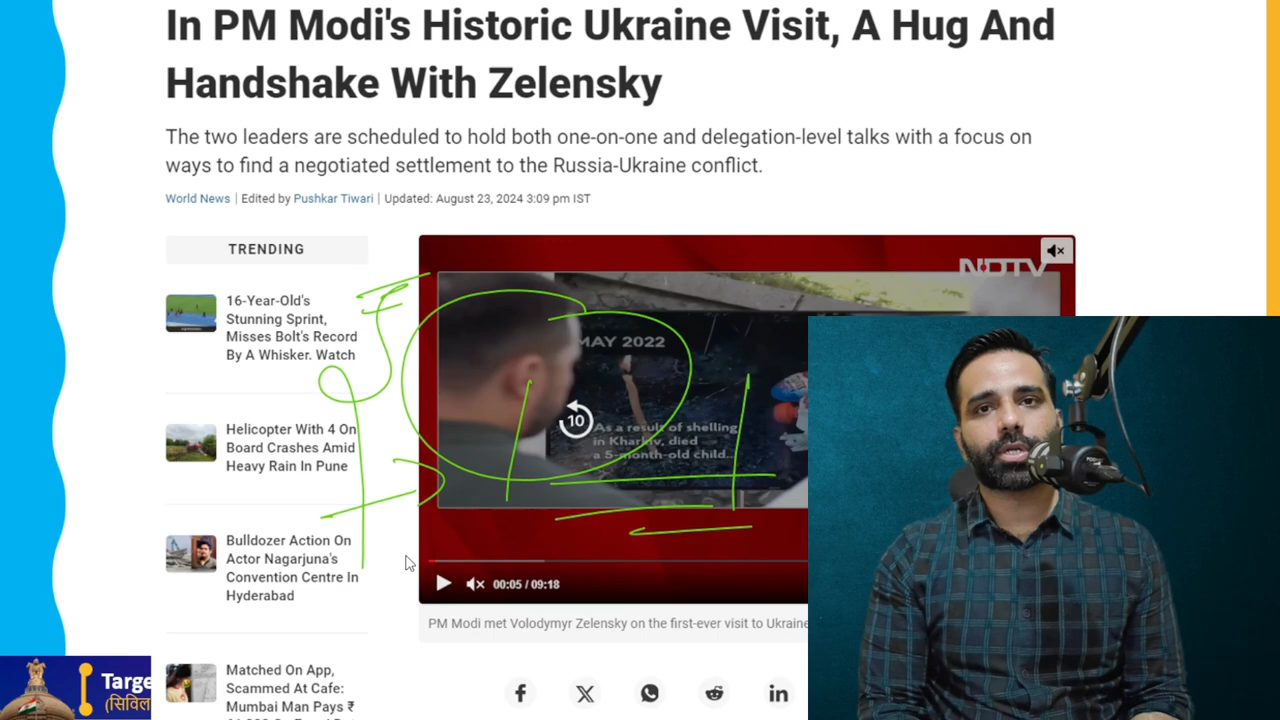 In PM Modi's Historic Ukraine Visit, A Hug And
Handshake With Zelensky
The two leaders are scheduled to hold both one-on-one and delegation-level talks with a focus on
ways to find a negotiated settlement to the Russia-Ukraine conflict.
World News | Edited by Pushkar Tiwari | Updated: August 23, 2024 3:09 pm IST
TRENDING
16-Year-Old's
Stunning Sprint,
Misses Bolt's Record
By A Whisker. Watch
Helicopter With 4 On
Board Crashes Amid
Heavy Rain In Pune
Bulldozer Action On
Actor Nagarjuna's
Convention Centre In
Hyderabad
Matched On App,
Scammed At Cafe:
Mumbai Man Pays ₹
NDTV
MAY 2022
10
As a result of shelling
in Kharkiv, died
a 5-month-old child...
00:05 / 09:18
PM Modi met Volodymyr Zelensky on the first-ever visit to Ukraine
Targe
(सिविल